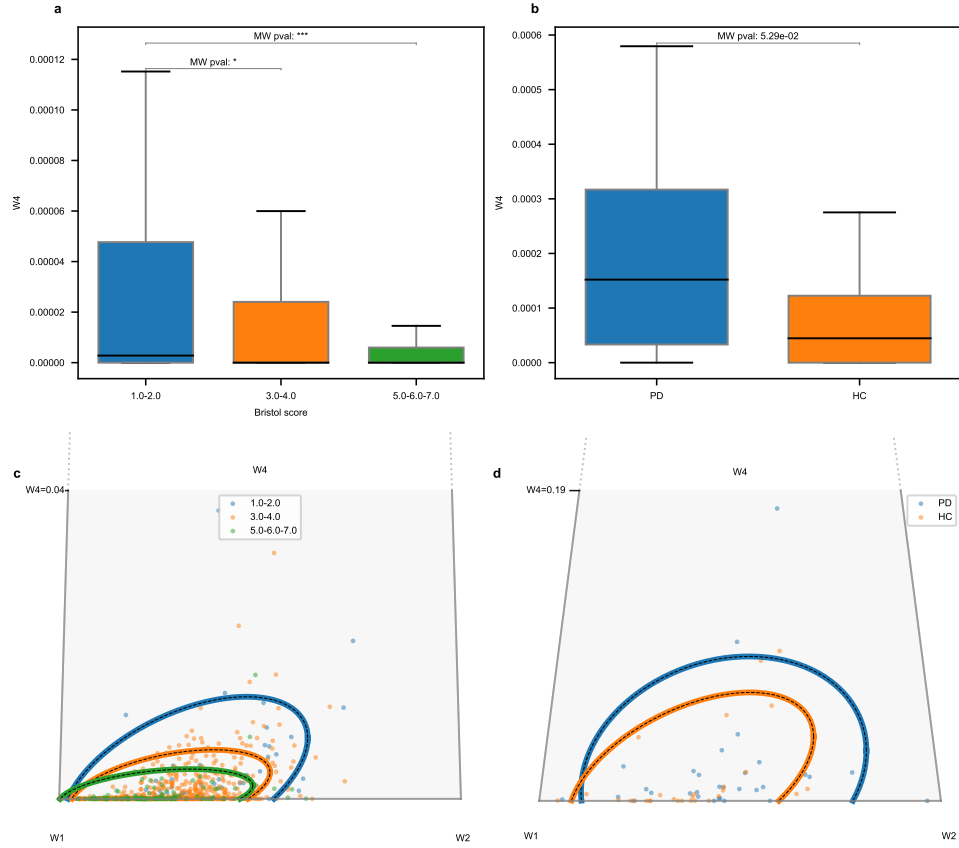 a
MW pval: ***
MW pval: *
0.00012
0.00010
0.00008
0.00006
0.00004
0.00002
0.00000
W4
1.0-2.0
3.0-4.0
5.0-6.0-7.0
Bristol score
b
MW pval: 5.29e-02
0.0006
0.0005
0.0004
0.0003
0.0002
0.0001
0.0000
W4
PD
HC
c
W4
W4=0.04
1.0-2.0
3.0-4.0
5.0-6.0-7.0
W1
W2
d
W4
W4=0.19
PD
HC
W1
W2